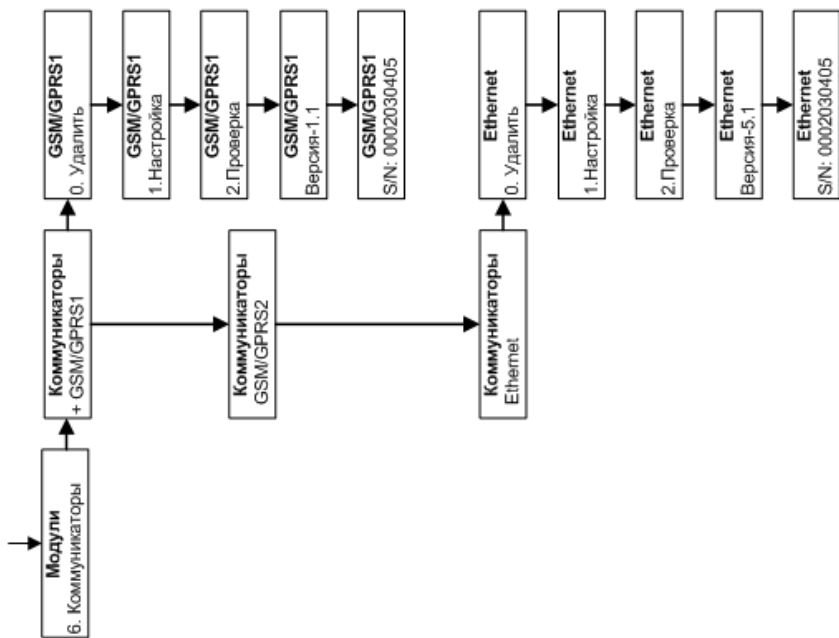 Модули
6. Коммуникаторы
Коммуникаторы
+ GSM/GPRS1
GSM/GPRS1
0. Удалить
GSM/GPRS1
1.Настройка
GSM/GPRS1
2.Проверка
GSM/GPRS1
Версия-1.1
GSM/GPRS1
S/N: 0002030405
Коммуникаторы
GSM/GPRS2
Коммуникаторы
Ethernet
Ethernet
0. Удалить
Ethernet
1.Настройка
Ethernet
2.Проверка
Ethernet
Версия-5.1
Ethernet
S/N: 0002030405